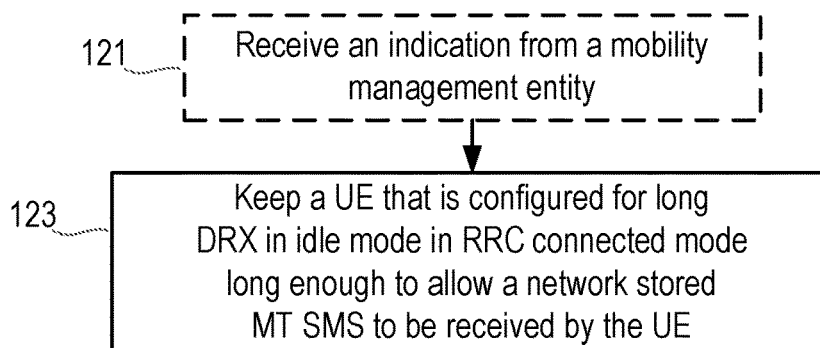 121
Receive an indication from a mobility
management entity
123
Keep a UE that is configured for long
DRX in idle mode in RRC connected mode
long enough to allow a network stored
MT SMS to be received by the UE